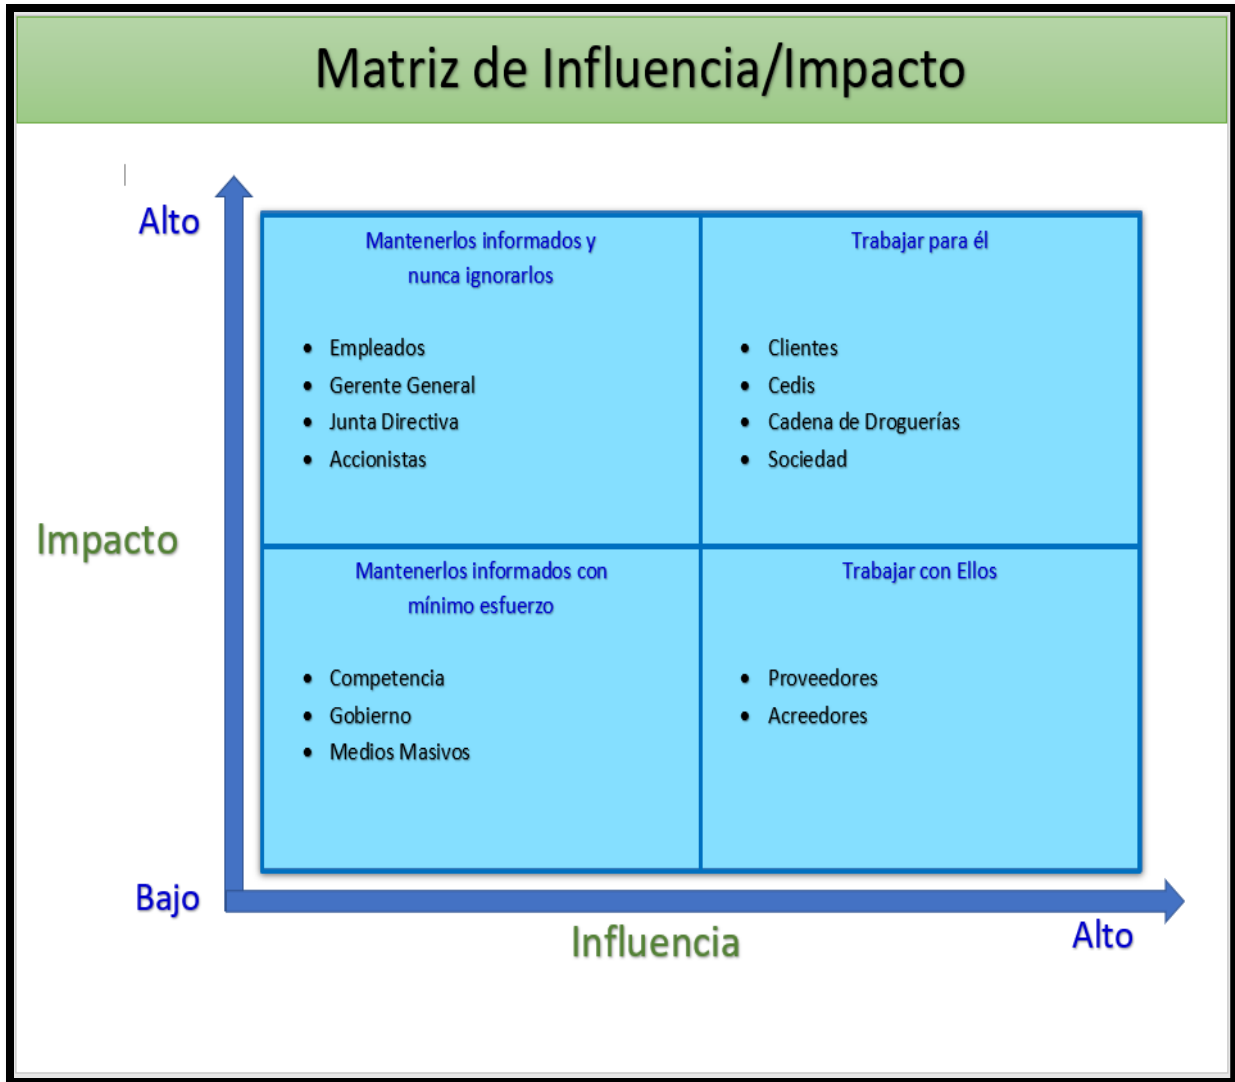 Matriz de Influencia/Impacto
Alto
Mantenerlos informados y
nunca ignorarlos
• Empleados
• Gerente General
• Junta Directiva
• Accionistas
Trabajar para él
• Clientes
• Cedis
• Cadena de Droguerías
• Sociedad
Impacto
Mantenerlos informados con
mínimo esfuerzo
• Competencia
• Gobierno
• Medios Masivos
Trabajar con Ellos
• Proveedores
• Acreedores
Bajo
Influencia
Alto